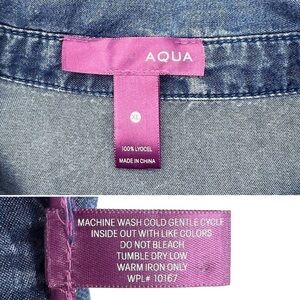 AQUA
XL
100% LYOCEL
MADE IN CHINA
MACHINE WASH COLD GENTLE CYCLE
INSIDE OUT WITH LIKE COLORS
DO NOT BLEACH
TUMBLE DRY LOW
WARM IRON ONLY
WPL# 10167